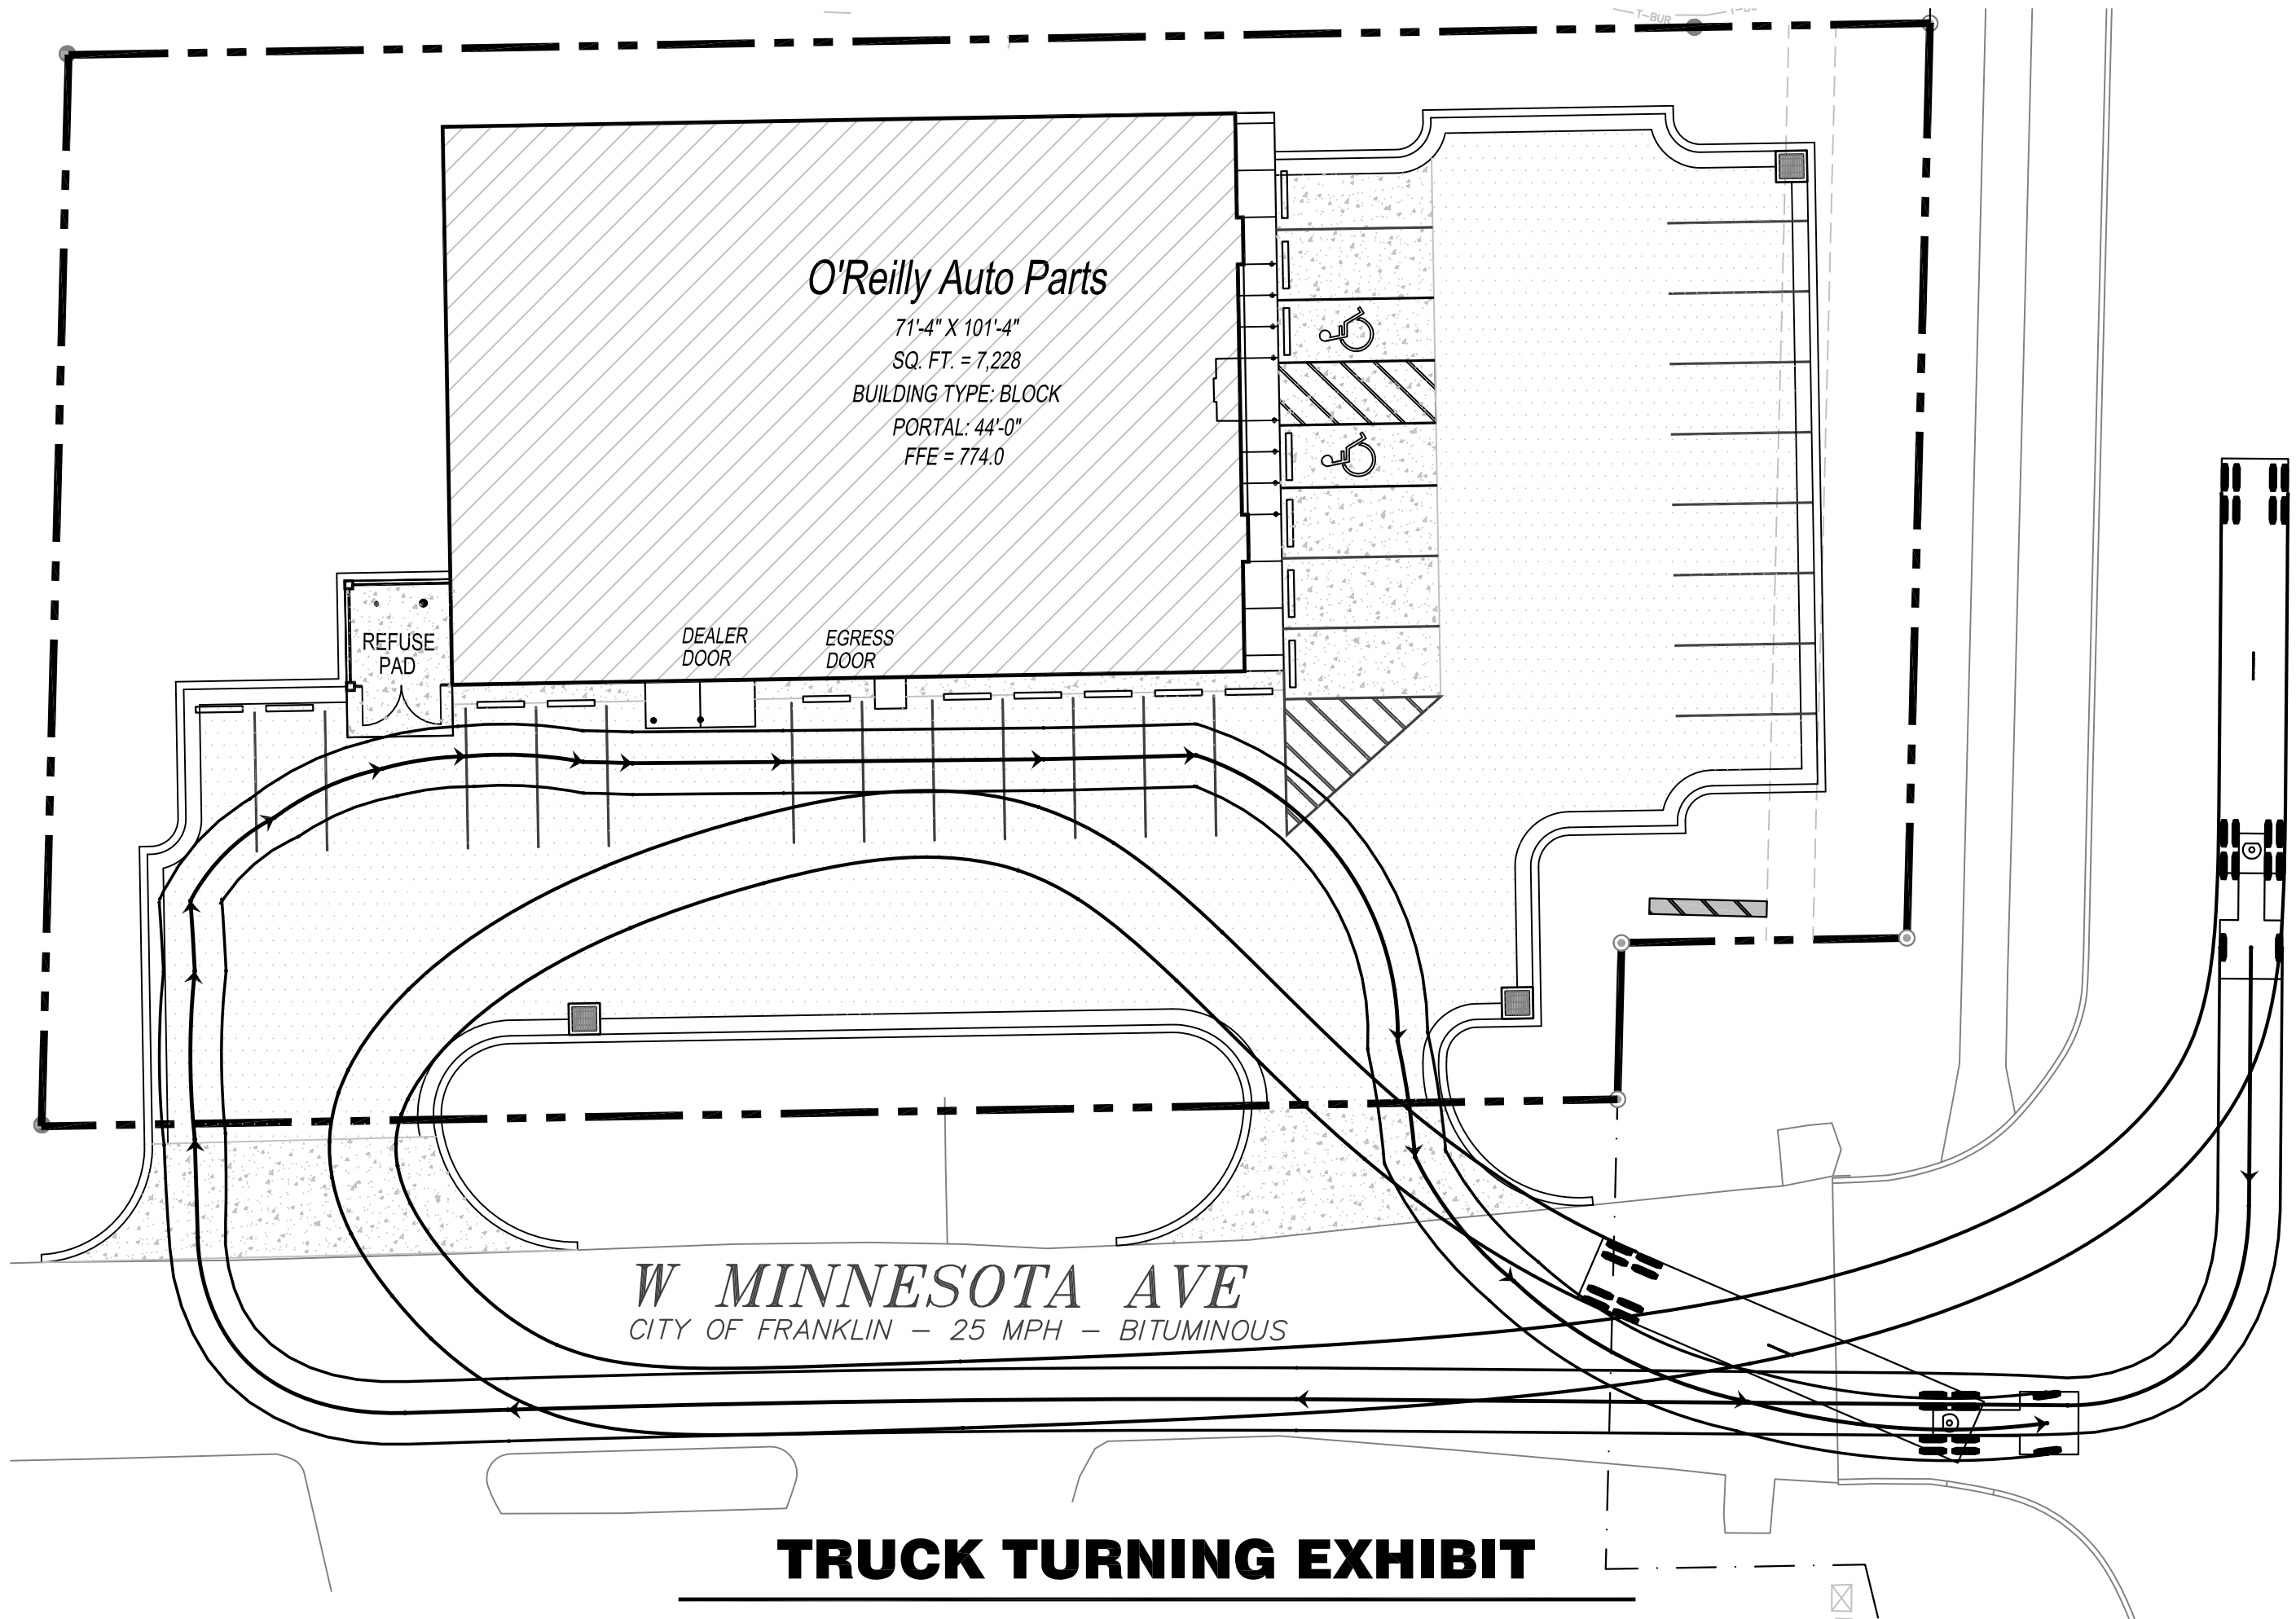 T-BUR
O'Reilly Auto Parts
71'-4" X 101'-4"
SQ. FT. = 7,228
BUILDING TYPE: BLOCK
PORTAL: 44'-0"
FFE = 774.0
REFUSE
PAD
DEALER
DOOR
EGRESS
DOOR
W MINNESOTA AVE
CITY OF FRANKLIN - 25 MPH - BITUMINOUS
TRUCK TURNING EXHIBIT